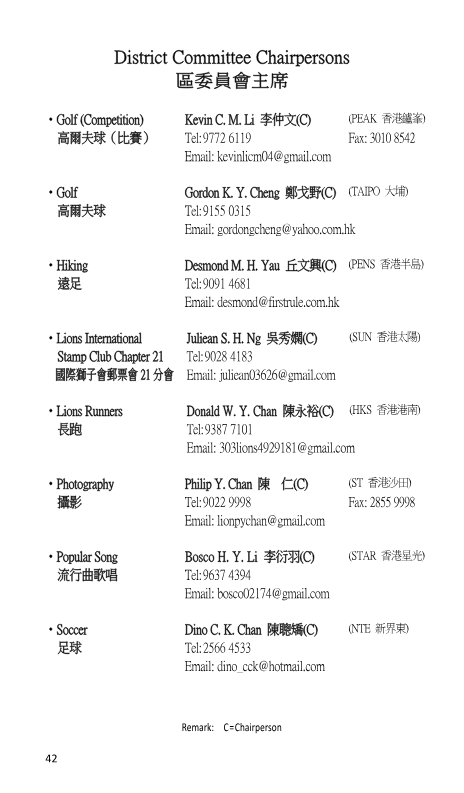 District Committee Chairpersons
區委員會主席
・Golf (Competition) Kevin C. M. Li 李仲文(C) (PEAK 香港鑪峯)
高爾夫球（比賽） Tel:9772 6119 Fax: 3010 8542
Email: kevinlicm04@gmail.com
・Golf Gordon K. Y. Cheng 鄭戈野(C) (TAIPO 大埔)
高爾夫球 Tel:9155 0315
Email: gordongcheng@yahoo.com.hk
・Hiking Desmond M. H. Yau 丘文興(C) (PENS 香港半島)
遠足 Tel:9091 4681
Email: desmond@firstrule.com.hk
・Lions International Juliean S. H. Ng 吳秀嫻(C) (SUN 香港太陽)
Stamp Club Chapter 21 Tel:9028 4183
國際獅子會郵票會 21 分會 Email: juliean03626@gmail.com
・Lions Runners Donald W. Y. Chan 陳永裕(C) (HKS 香港港南)
長跑 Tel:9387 7101
Email: 303lions4929181@gmail.com
・Photography Philip Y. Chan 陳 仁(C) (ST 香港沙田)
攝影 Tel:9022 9998 Fax: 2855 9998
Email: lionpychan@gmail.com
・Popular Song Bosco H. Y. Li 李衍羽(C) (STAR 香港星光)
流行曲歌唱 Tel:9637 4394
Email: bosco02174@gmail.com
・Soccer Dino C. K. Chan 陳聰矯(C) (NTE 新界東)
足球 Tel:2566 4533
Email: dino_cck@hotmail.com
Remark: C=Chairperson
42